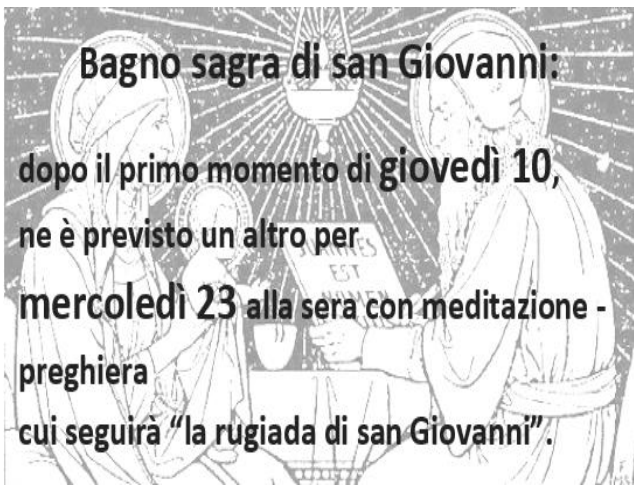 Bagno sagra di san Giovanni:
dopo il primo momento di giovedì 10,
ne è previsto un altro per
mercoledì 23 alla sera con meditazione -
preghiera
cui seguirà “la rugiada di san Giovanni”.
EST